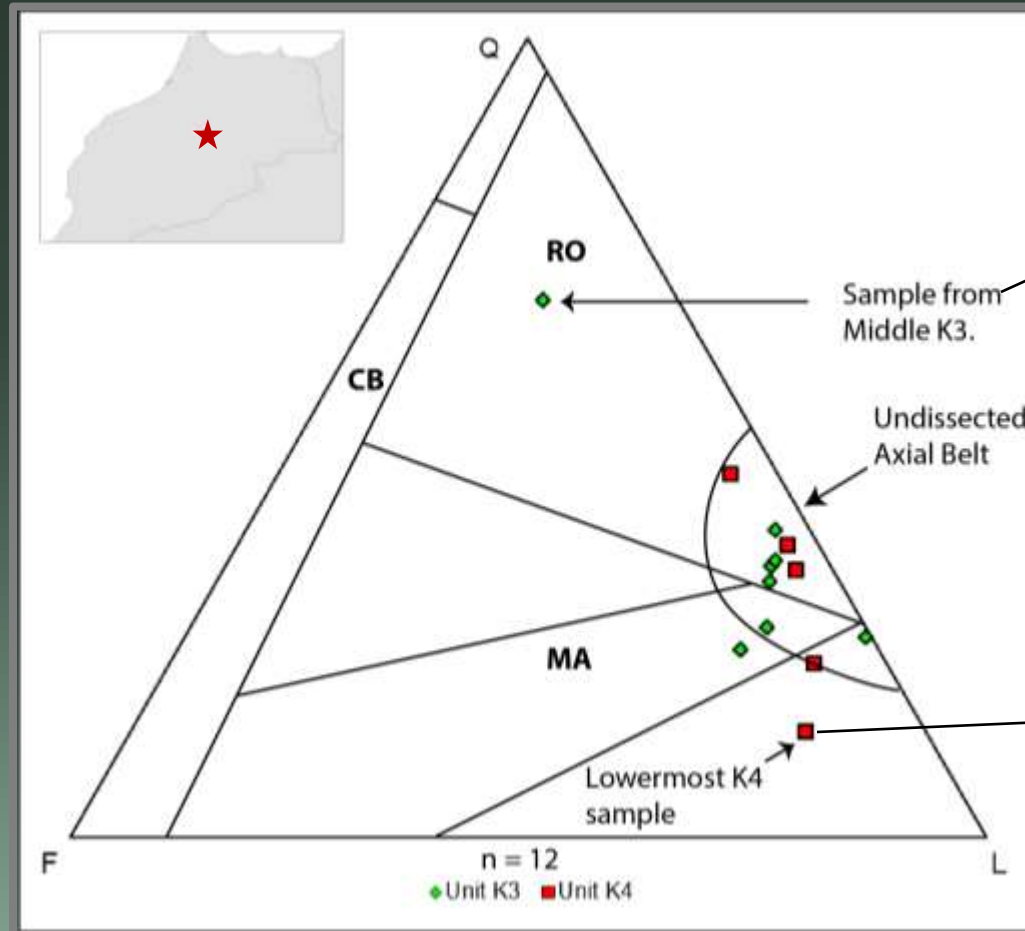 Q
RO
Sample from
Middle K3.
CB
Undissected
Axial Belt
MA
Lowermost K4
sample
F
L
n = 12
Unit K3 Unit K4